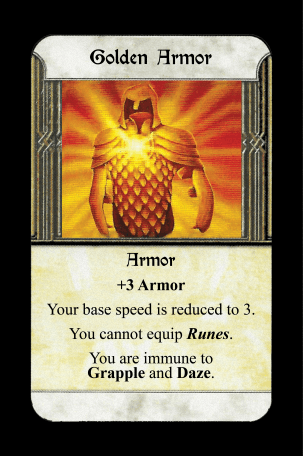 Golden Armor
Armor
+3 Armor
Your base speed is reduced to 3.
You cannot equip Runes.
You are immune to
Grapple and Daze.